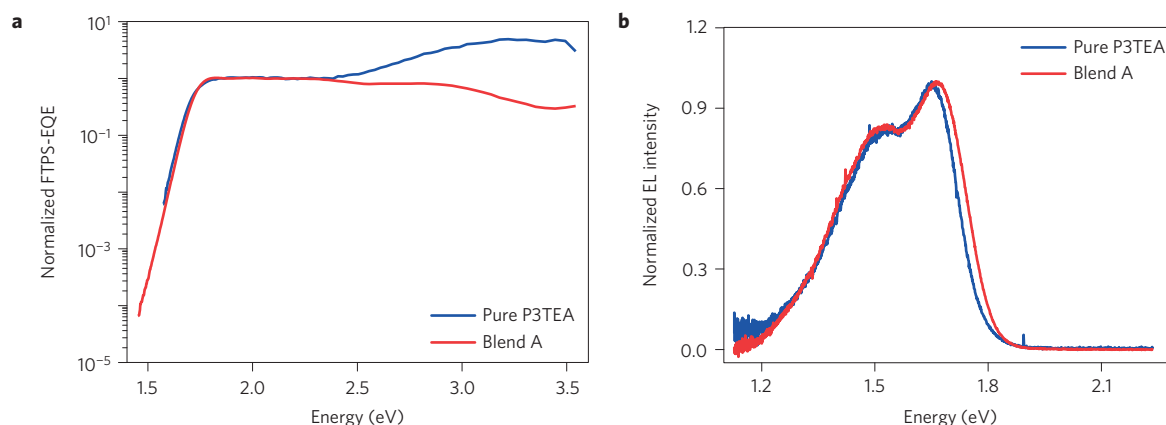 a
Normalized FTPS-EQE
10¹
10⁻¹
10⁻³
10⁻⁵
1.5 2.0 2.5 3.0 3.5
Energy (eV)
Pure P3TEA
Blend A
b
Normalized EL intensity
1.2
0.9
0.6
0.3
0.0
1.2 1.5 1.8 2.1
Energy (eV)
Pure P3TEA
Blend A